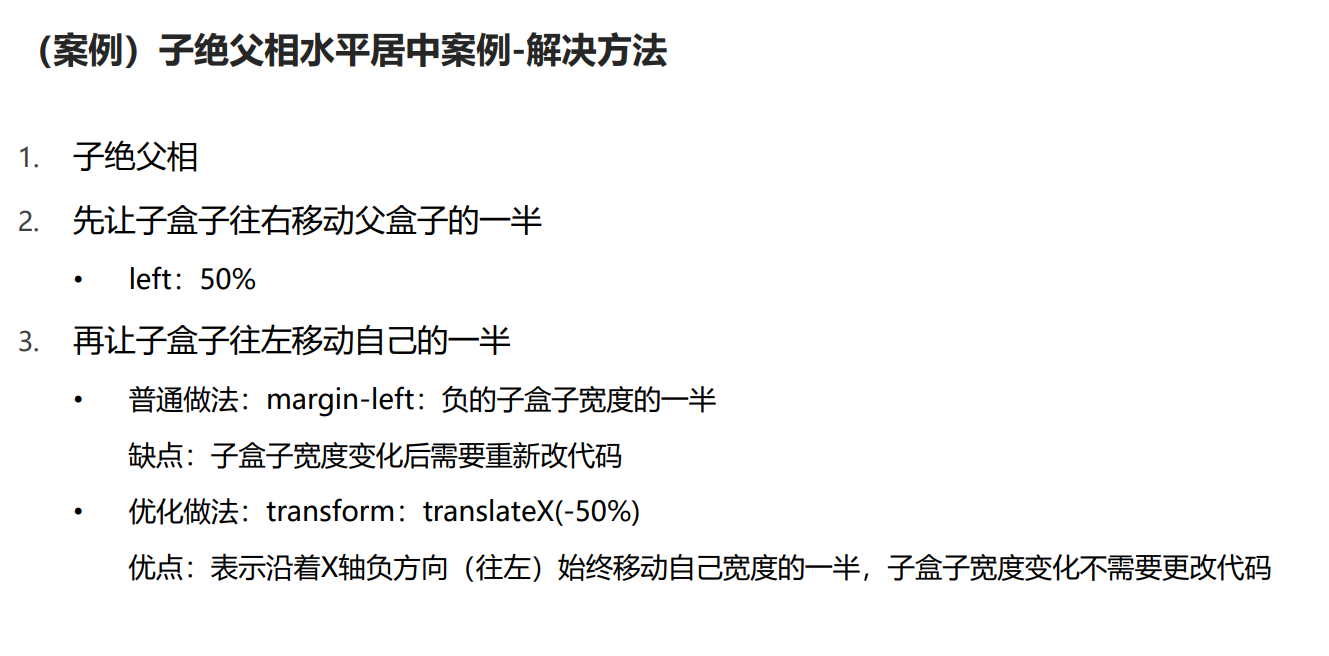 （案例）子绝父相水平居中案例-解决方法
1. 子绝父相
2. 先让子盒子往右移动父盒子的一半
• left：50%
3. 再让子盒子往左移动自己的一半
• 普通做法：margin-left：负的子盒子宽度的一半
缺点：子盒子宽度变化后需要重新改代码
• 优化做法：transform：translateX(-50%)
优点：表示沿着X轴负方向（往左）始终移动自己宽度的一半，子盒子宽度变化不需要更改代码